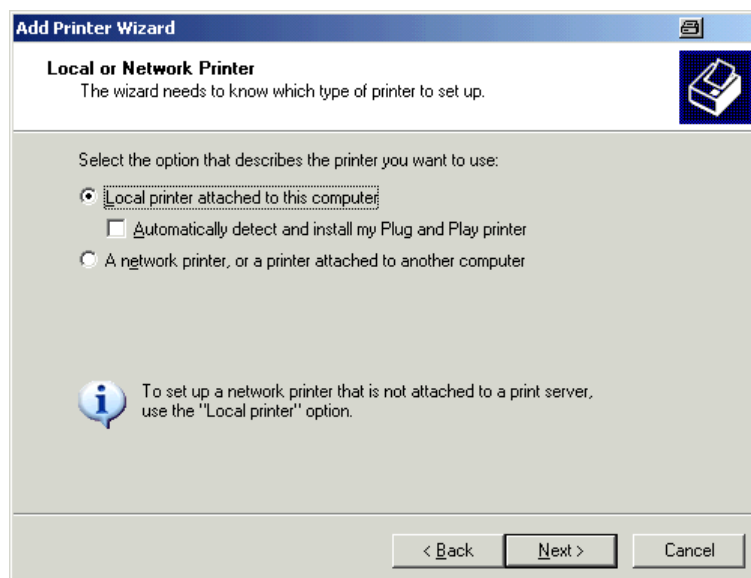 Add Printer Wizard
Local or Network Printer
The wizard needs to know which type of printer to set up.
Select the option that describes the printer you want to use:
Local printer attached to this computer
Automatically detect and install my Plug and Play printer
A network printer, or a printer attached to another computer
To set up a network printer that is not attached to a print server,
use the "Local printer" option.
< Back Next > Cancel